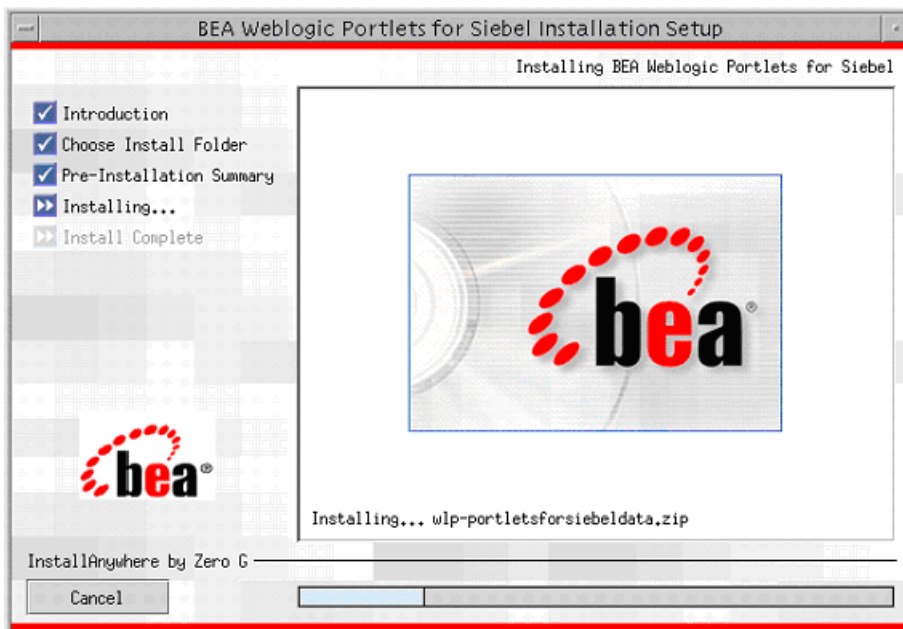 BEA Weblogic Portlets for Siebel Installation Setup
Installing BEA Weblogic Portlets for Siebel
Introduction
Choose Install Folder
Pre-Installation Summary
Installing...
Install Complete
bea®
bea®
Installing... wlp-portletsforsiebeldata.zip
InstallAnywhere by Zero G
Cancel